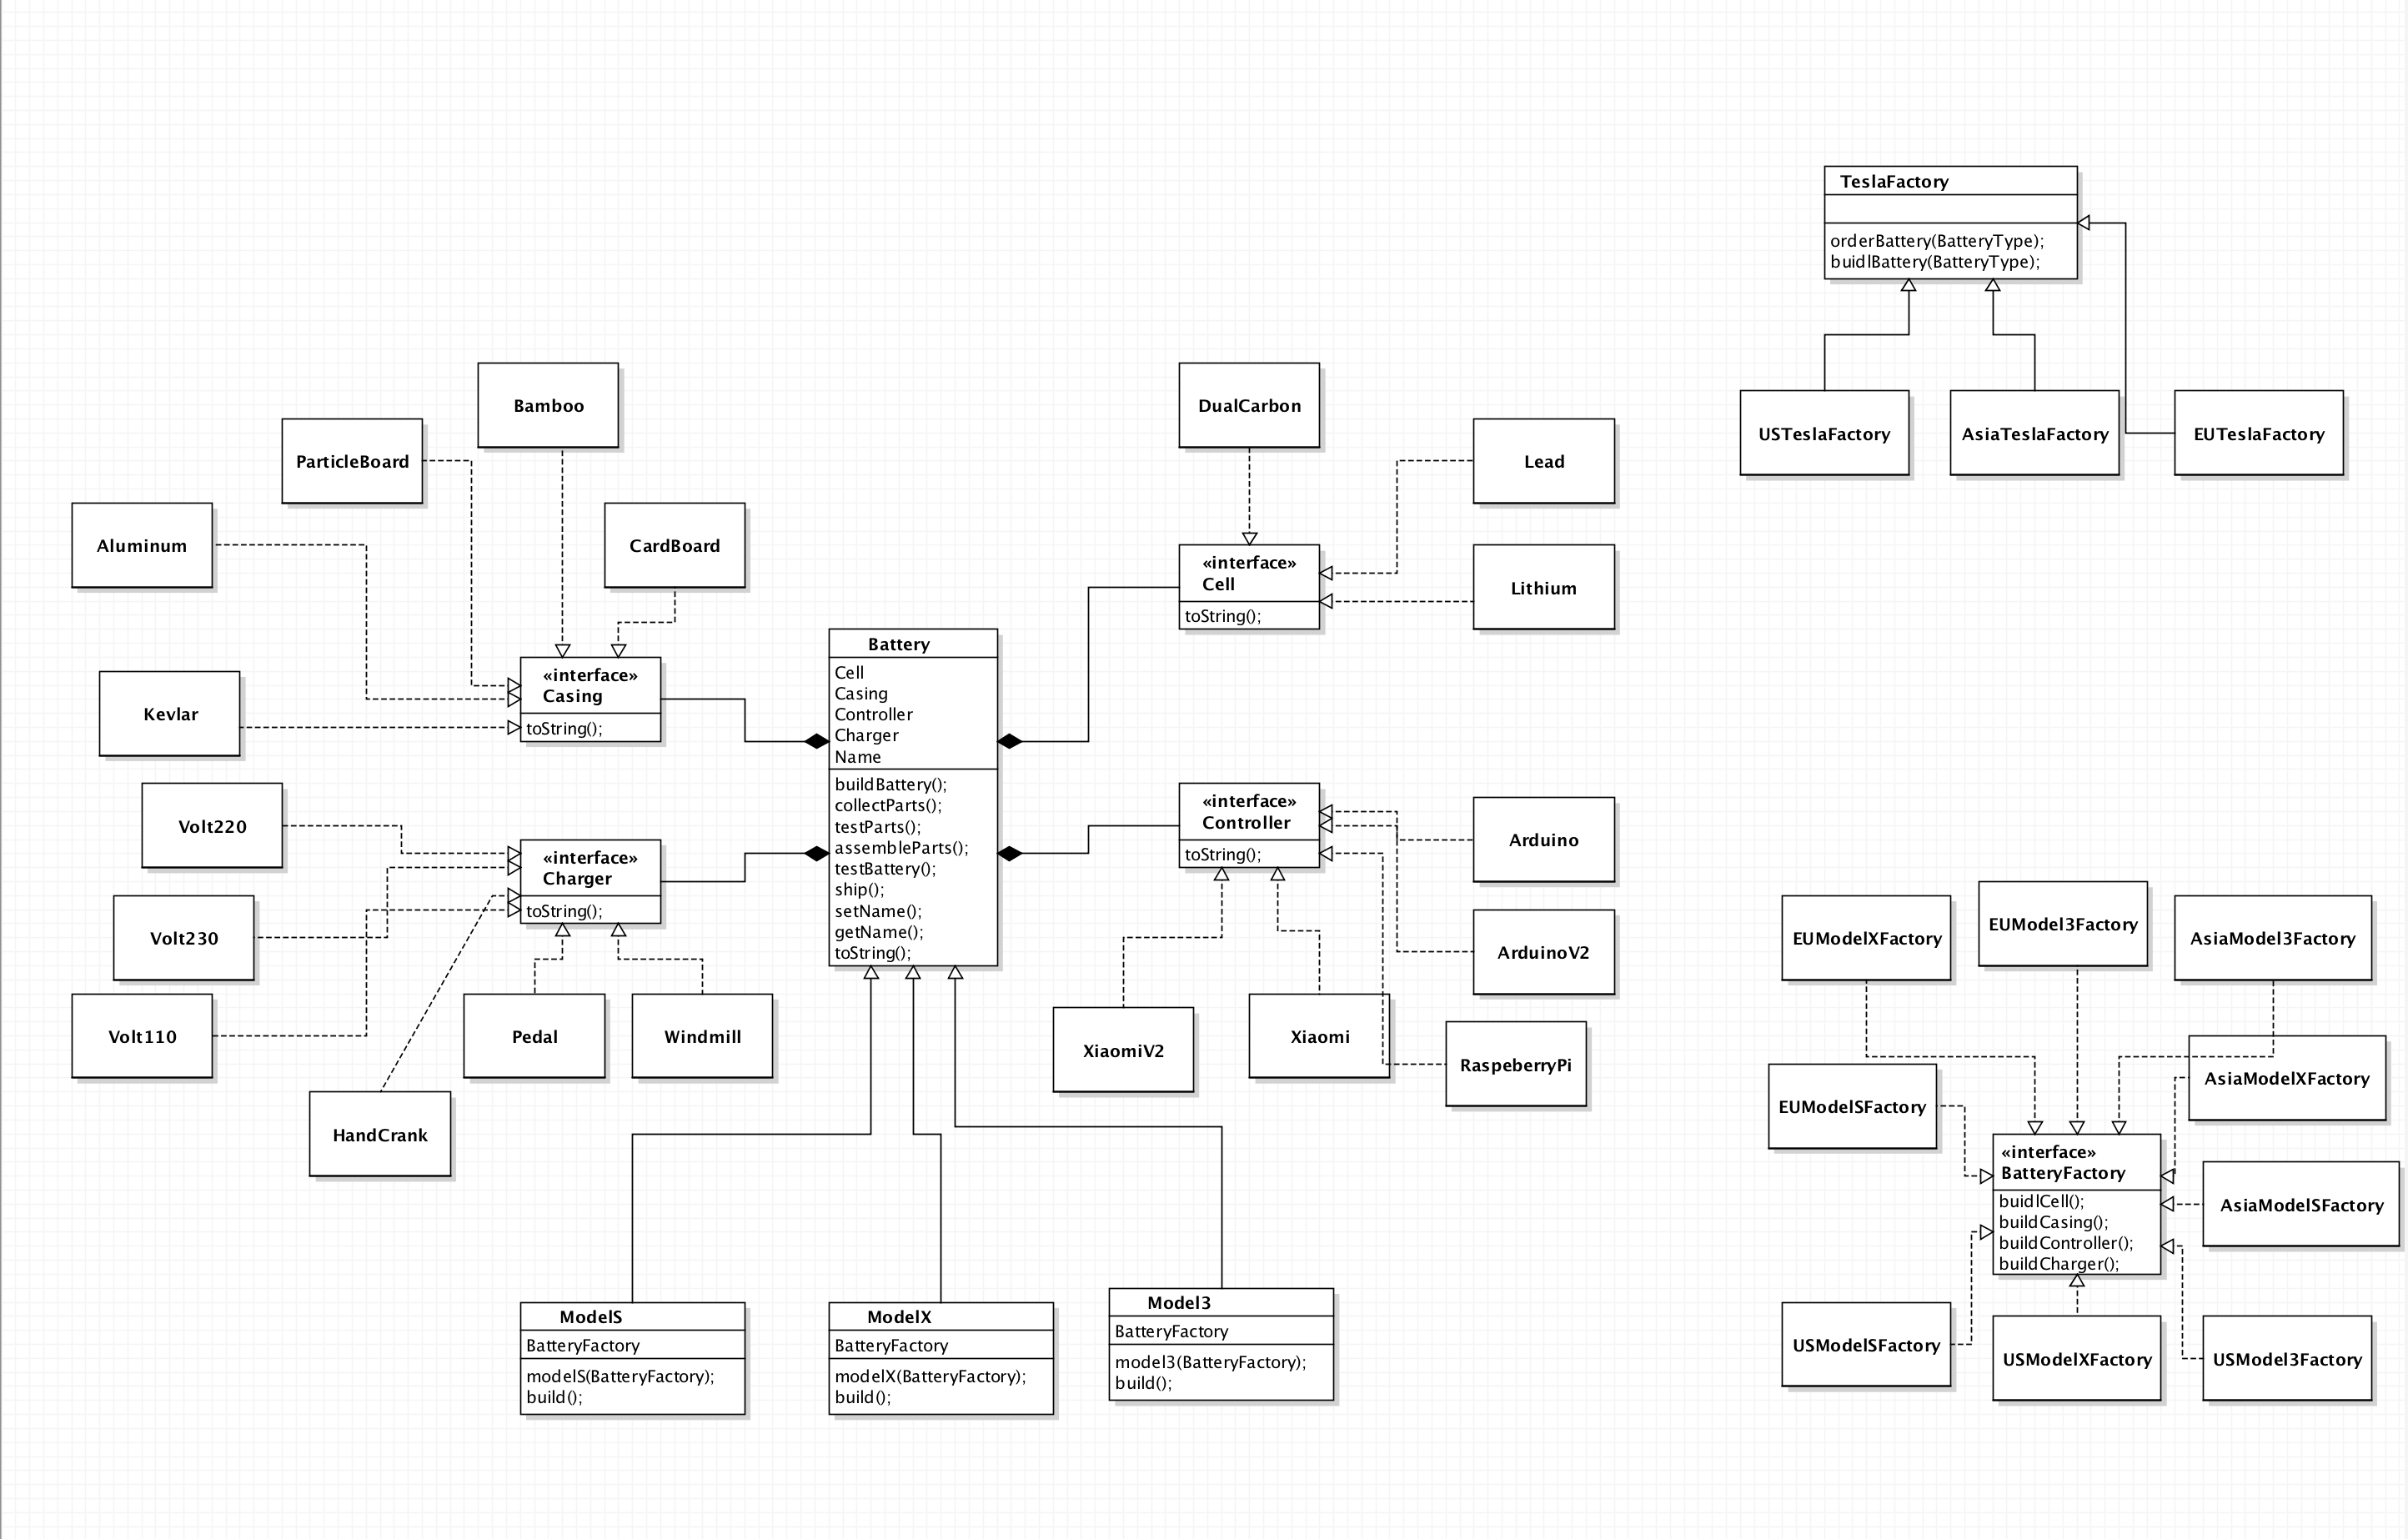 TeslaFactory
orderBattery(BatteryType);
buidlBattery(BatteryType);
USTeslaFactory
AsiaTeslaFactory
EUTeslaFactory
Bamboo
ParticleBoard
Aluminum
CardBoard
Kevlar
«interface»
Casing
toString();
DualCarbon
Lead
Lithium
«interface»
Cell
toString();
Battery
Cell
Casing
Controller
Charger
Name
buildBattery();
collectParts();
testParts();
assembleParts();
testBattery();
ship();
setName();
getName();
toString();
Volt220
Volt230
Volt110
HandCrank
Pedal
Windmill
«interface»
Charger
toString();
«interface»
Controller
toString();
Arduino
ArduinoV2
RaspeberryPi
Xiaomi
XiaomiV2
ModelS
BatteryFactory
modelS(BatteryFactory);
build();
ModelX
BatteryFactory
modelX(BatteryFactory);
build();
Model3
BatteryFactory
model3(BatteryFactory);
build();
EUModelXFactory
EUModel3Factory
AsiaModel3Factory
EUModelSFactory
AsiaModelXFactory
«interface»
BatteryFactory
buidlCell();
buildCasing();
buildController();
buildCharger();
AsiaModelSFactory
USModelSFactory
USModelXFactory
USModel3Factory